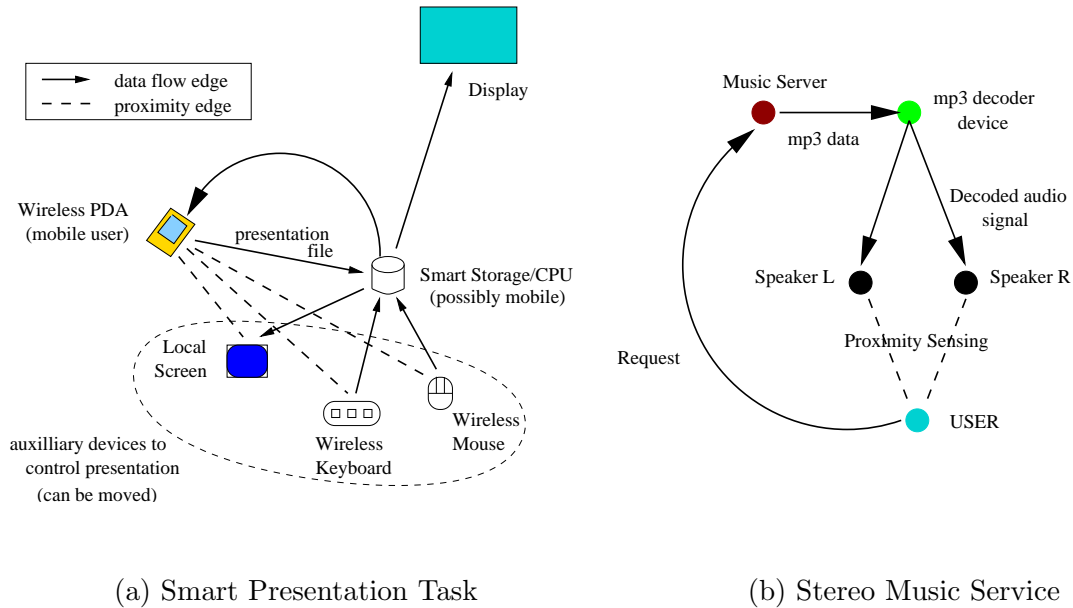 data flow edge
proximity edge
Display
Wireless PDA
(mobile user)
presentation
file
Smart Storage/CPU
(possibly mobile)
Local
Screen
Wireless
Keyboard
Wireless
Mouse
auxilliary devices to
control presentation
(can be moved)
(a) Smart Presentation Task
Music Server
mp3 data
mp3 decoder
device
Decoded audio
signal
Speaker L
Speaker R
Proximity Sensing
Request
USER
(b) Stereo Music Service